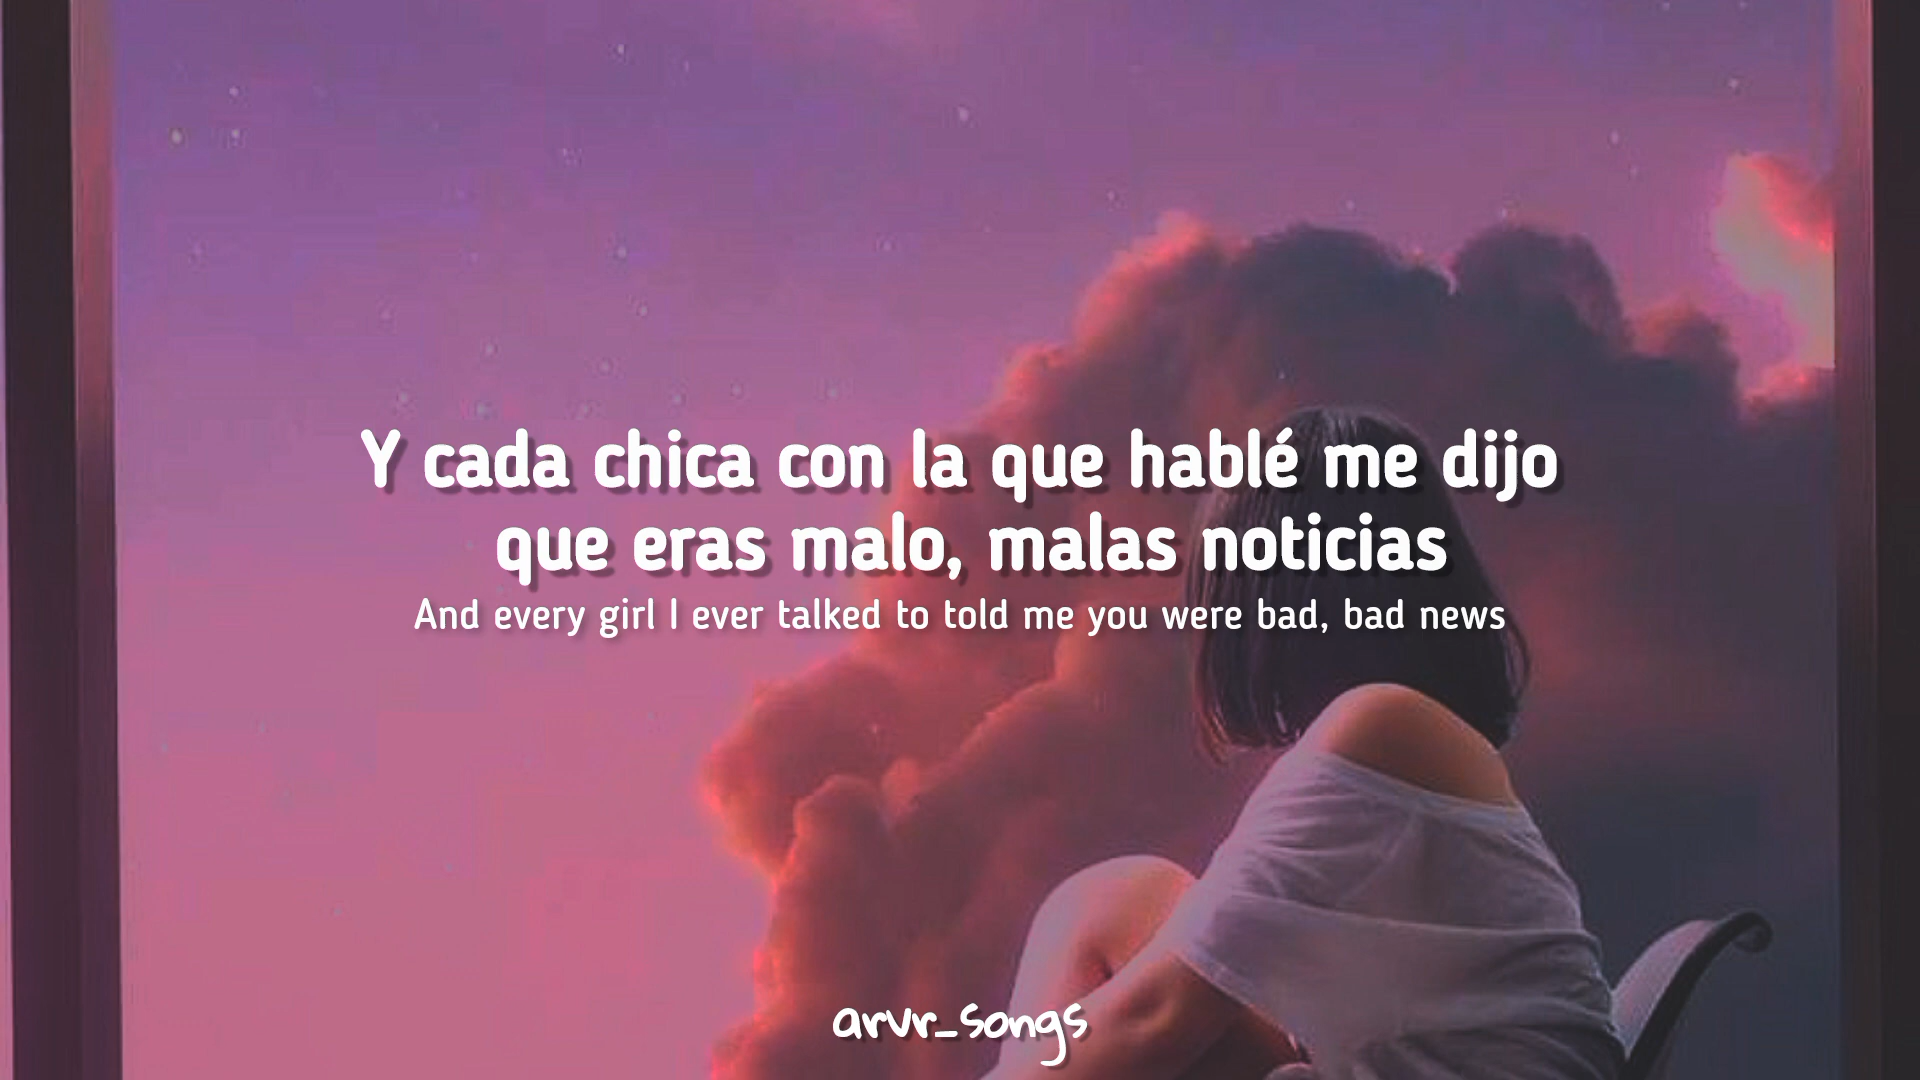 Y cada chica con la que hablé me dijo
que eras malo, malas noticias
And every girl I ever talked to told me you were bad, bad news
arvr_songs